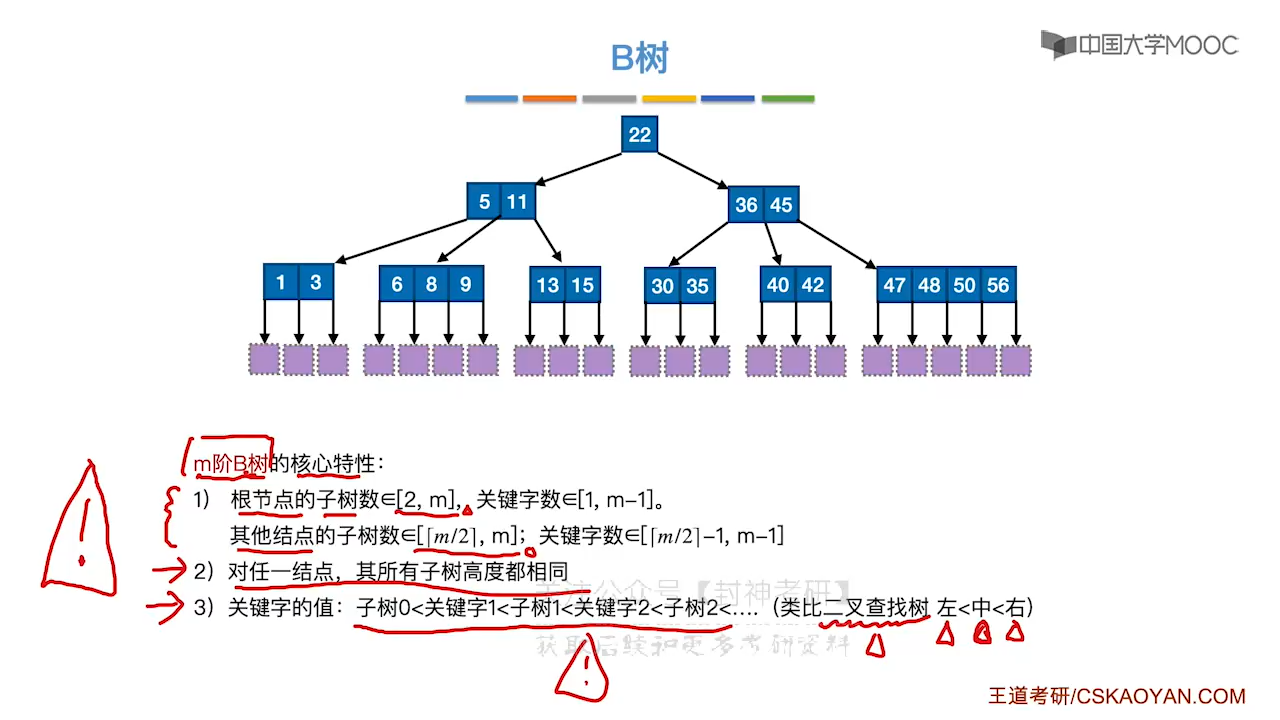 中国大学MOOC
B树
22
5 11
36 45
1 3
6 8 9
13 15
30 35
40 42
47 48 50 56
m阶B树的核心特性：
1） 根节点的子树数∈[2, m]，关键字数∈[1, m−1]。
其他结点的子树数∈[⌈m/2⌉, m]；关键字数∈[⌈m/2⌉−1, m−1]
2）对任一结点，其所有子树高度都相同
3）关键字的值：子树0<关键字1<子树1<关键字2<子树2<…. （类比二叉查找树 左<中<右）
关注公众号【封神考研】
获取后续和更多考研资料
王道考研/CSKAOYAN.COM